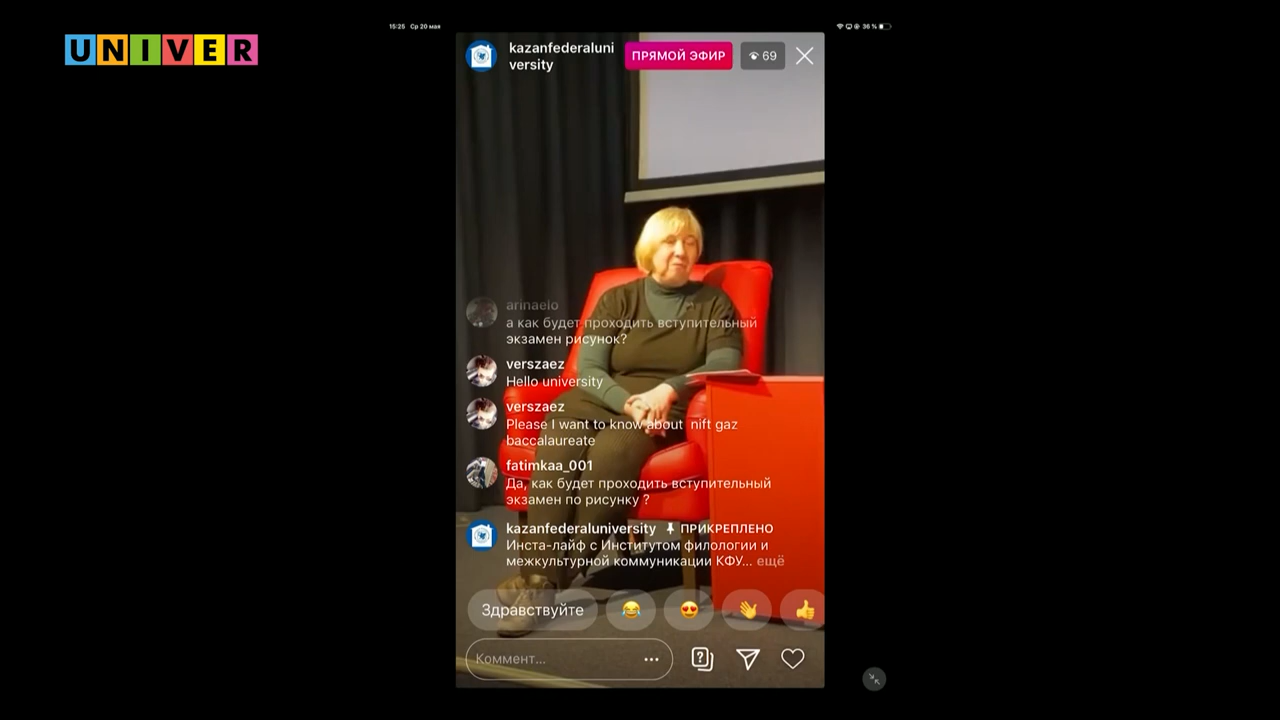 15:25 Ср 20 мая
36 %
UNIVER
kazanfederaluni
versity
ПРЯМОЙ ЭФИР
69
arinaelo
а как будет проходить вступительный
экзамен рисунок?
verszaez
Hello university
verszaez
Please I want to know about nift gaz
baccalaureate
fatimkaa_001
Да, как будет проходить вступительный
экзамен по рисунку ?
kazanfederaluniversity ПРИКРЕПЛЕНО
Инста-лайф с Институтом филологии и
межкультурной коммуникации КФУ... ещё
Здравствуйте
Коммент...